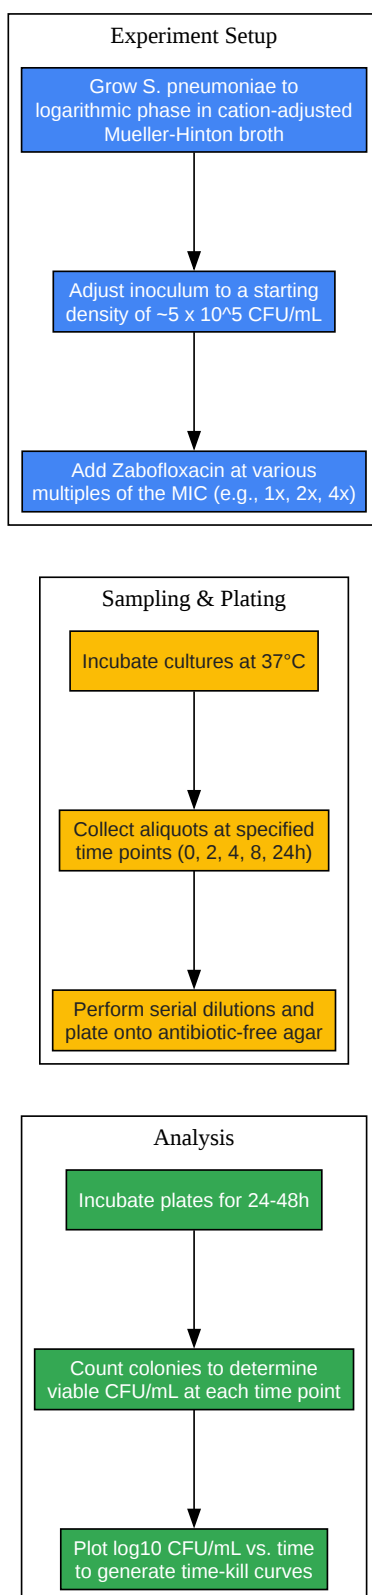 Experiment Setup
Grow S. pneumoniae to
logarithmic phase in cation-adjusted
Mueller-Hinton broth
Adjust inoculum to a starting
density of ~5 x 10^5 CFU/mL
Add Zabofloxacin at various
multiples of the MIC (e.g., 1x, 2x, 4x)
Sampling & Plating
Incubate cultures at 37°C
Collect aliquots at specified
time points (0, 2, 4, 8, 24h)
Perform serial dilutions and
plate onto antibiotic-free agar
Analysis
Incubate plates for 24-48h
Count colonies to determine
viable CFU/mL at each time point
Plot log10 CFU/mL vs. time
to generate time-kill curves